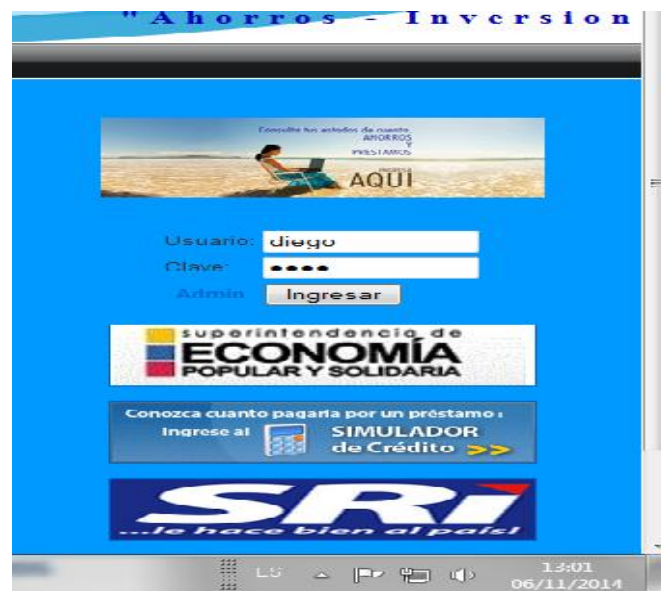 "Ahorros - Inversion
Consulte tus estados de cuenta
AHORROS
Y
PRESTAMOS
INGRESA
AQUI
Usuario: diego
Clave: ●●●●
Admin Ingresar
superintendencia de
ECONOMÍA
POPULAR Y SOLIDARIA
Conozca cuanto pagaria por un préstamo :
Ingrese al SIMULADOR
de Crédito >>
SRi
...le hace bien al país!
ES 13:01
06/11/2014